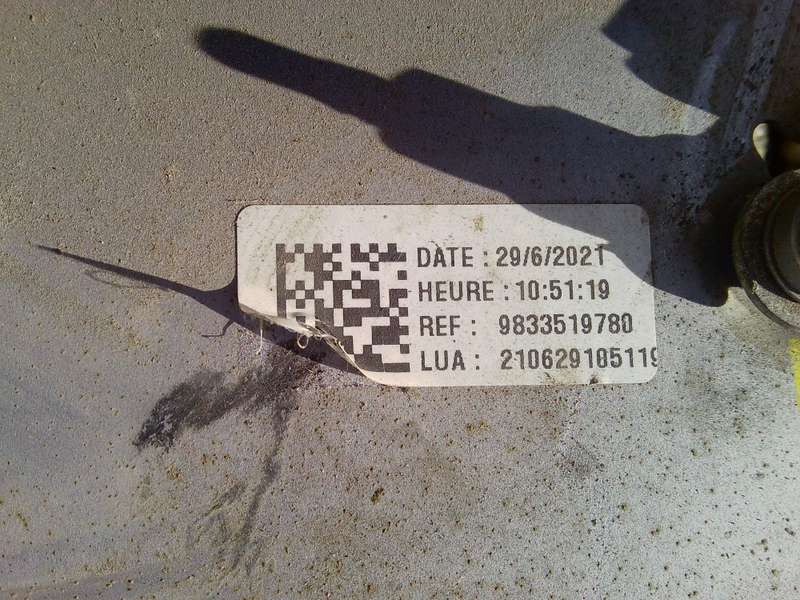 DATE : 29/6/2021
HEURE : 10:51:19
REF : 9833519780
LUA : 210629105119